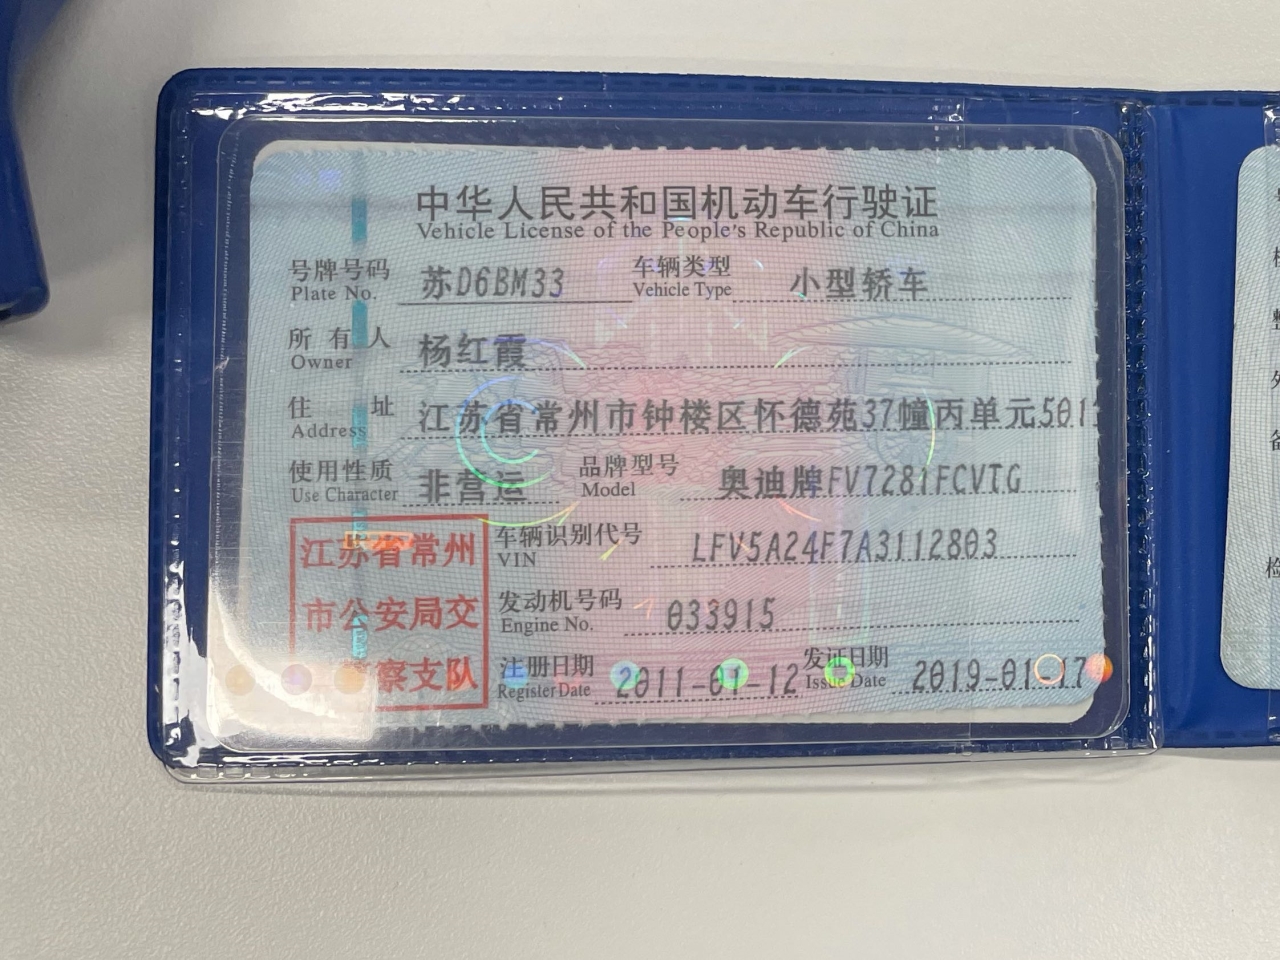 中华人民共和国机动车行驶证
Vehicle License of the People's Republic of China
号牌号码 苏D6BM33 车辆类型 小型轿车
Plate No. Vehicle Type
所有人 杨红霞
Owner
住址 江苏省常州市钟楼区怀德苑37幢丙单元501
Address
使用性质 非营运 品牌型号 奥迪牌FV7281FCVTG
Use Character Model
车辆识别代号 LFV5A24F7A3112803
VIN
发动机号码 033915
Engine No.
注册日期 2011-01-12 发证日期 2019-01-17
Register Date Issue Date
江苏省常州
市公安局交
警察支队
检